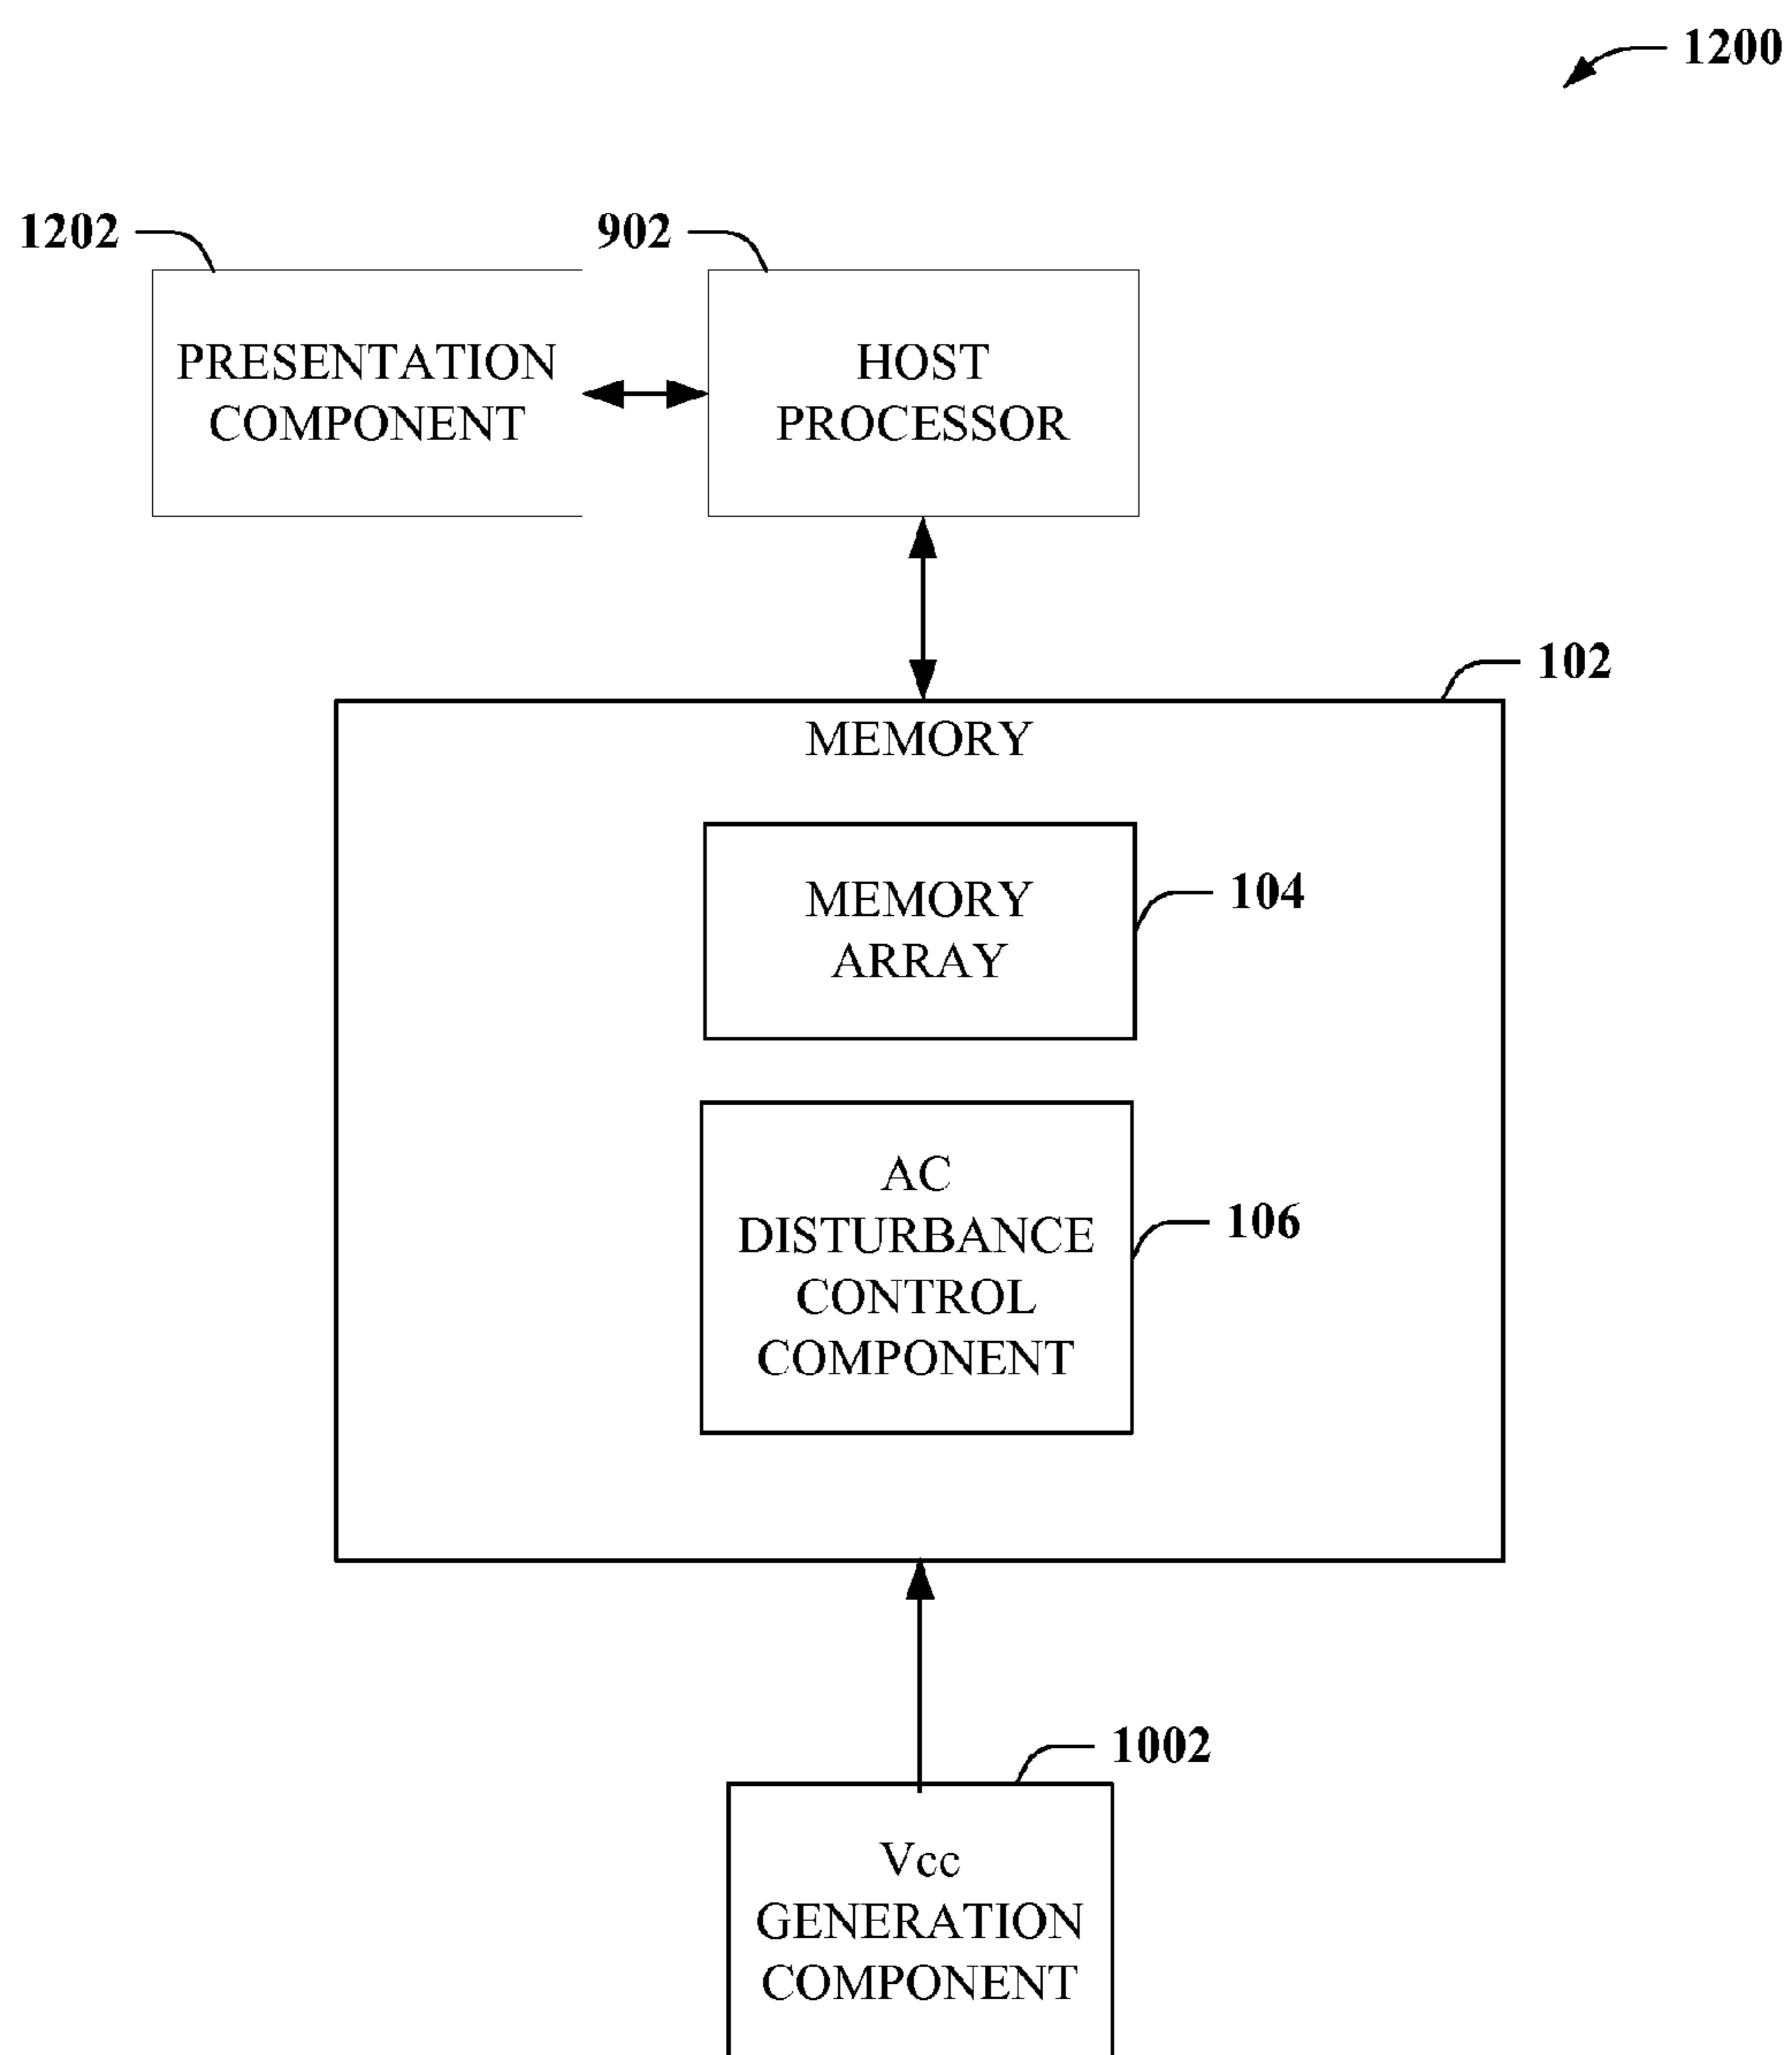 1200
1202
902
PRESENTATION
COMPONENT
HOST
PROCESSOR
102
MEMORY
MEMORY
ARRAY
104
AC
DISTURBANCE
CONTROL
COMPONENT
106
1002
Vcc
GENERATION
COMPONENT